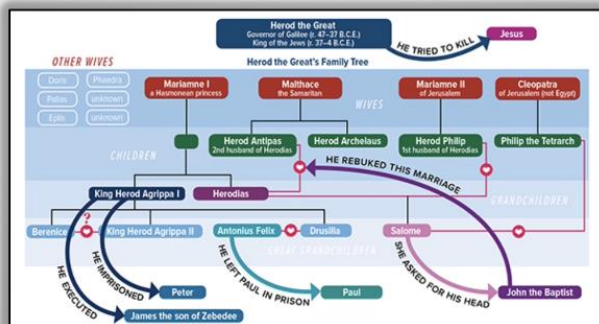 Herod the Great
Governor of Galilee (r. 47–37 B.C.E.)
King of the Jews (r. 37–4 B.C.E.)
HE TRIED TO KILL
Jesus
Herod the Great's Family Tree
OTHER WIVES
Doris
Phaedra
Pallas
unknown
Elpis
unknown
Mariamne I
a Hasmonean princess
Malthace
the Samaritan
Mariamne II
of Jerusalem
Cleopatra
of Jerusalem (not Egypt)
WIVES
Herod Antipas
2nd husband of Herodias
Herod Archelaus
Herod Philip
1st husband of Herodias
Philip the Tetrarch
CHILDREN
HE REBUKED THIS MARRIAGE
King Herod Agrippa I
Herodias
GRANDCHILDREN
?
Berenice
King Herod Agrippa II
Antonius Felix
Drusilla
Salome
GREAT GRANDCHILDREN
HE EXECUTED
HE IMPRISONED
HE LEFT PAUL IN PRISON
SHE ASKED FOR HIS HEAD
Peter
Paul
John the Baptist
James the son of Zebedee